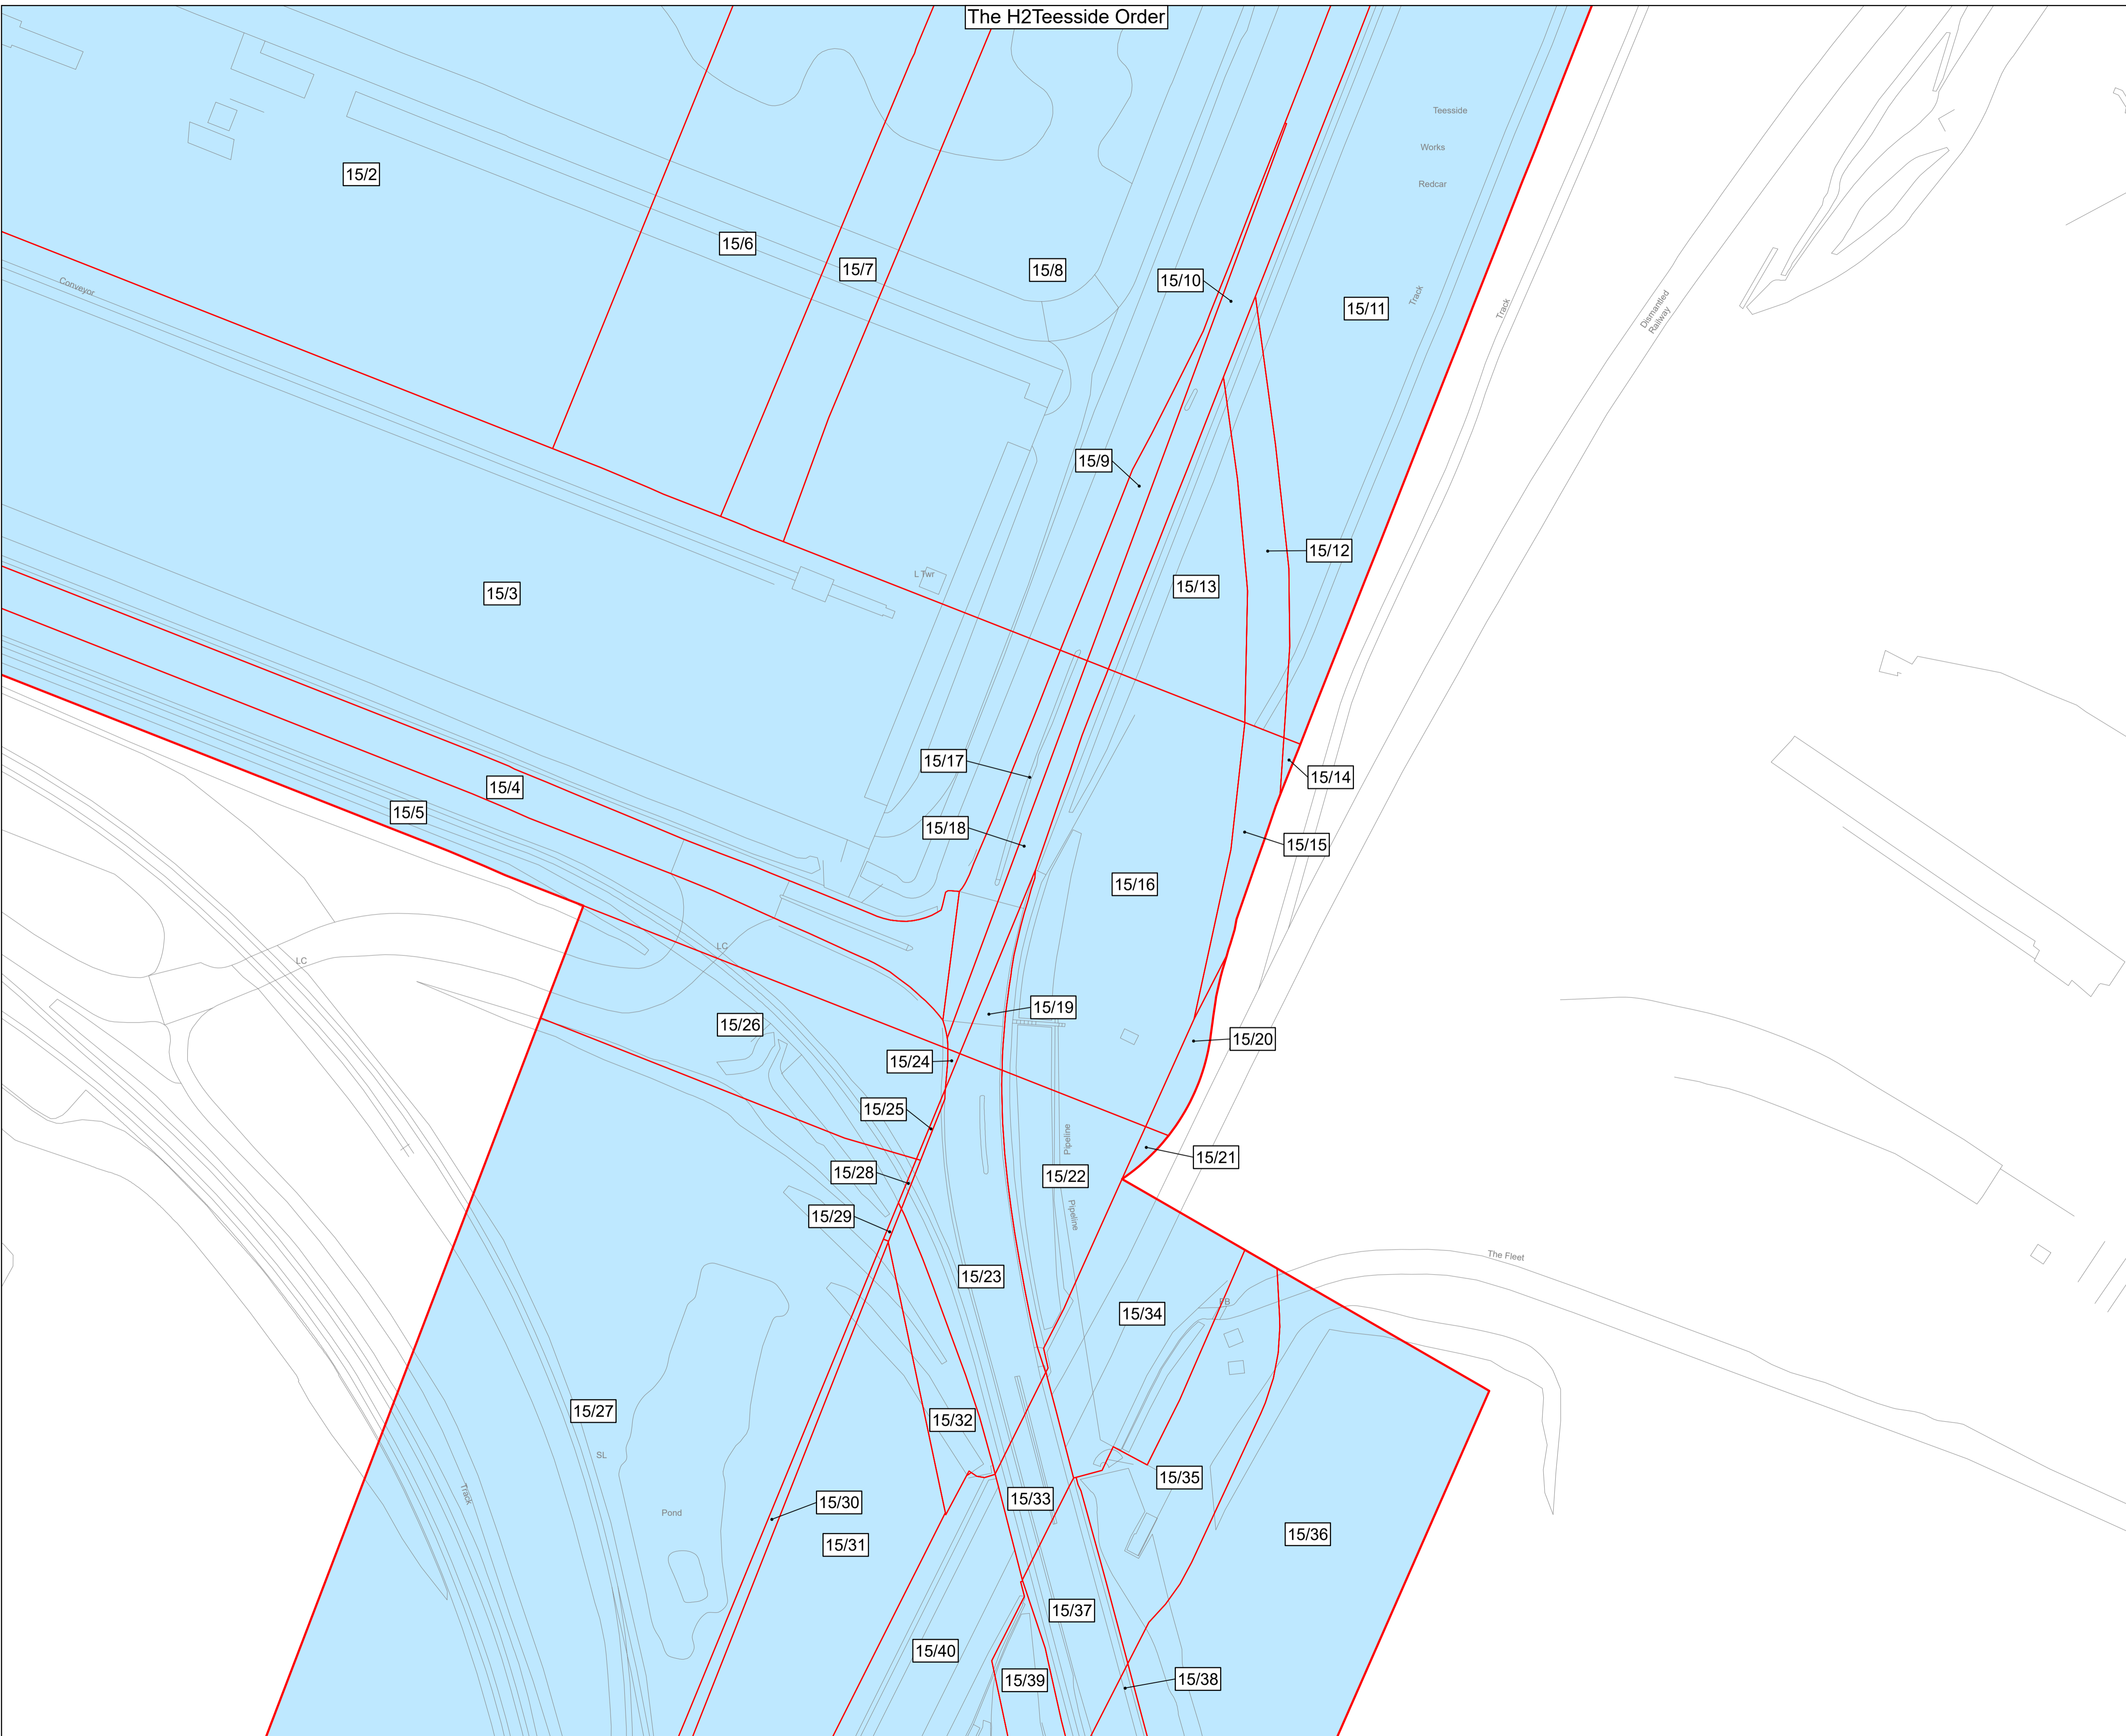 The H2Teesside Order
Teesside
Works
Redcar
15/2
15/6
15/7
15/8
15/10
15/11
Conveyor
Track
Track
Dismantled
Railway
15/9
15/12
15/13
L Twr
15/3
15/17
15/14
15/4
15/5
15/18
15/15
15/16
LC
LC
15/19
15/26
15/20
15/24
15/25
Pipeline
15/21
15/28
15/22
15/29
Pipeline
The Fleet
15/23
FB
15/34
15/27
15/32
SL
15/35
Track
15/33
15/30
Pond
15/31
15/36
15/37
15/40
15/39
15/38